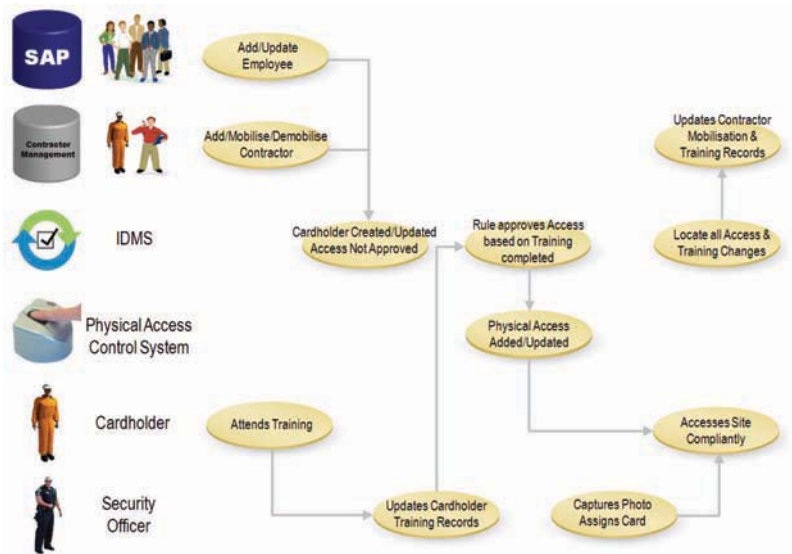 SAP
Add/Update
Employee
Contractor
Management
Add/Mobilise/Demobilise
Contractor
Updates Contractor
Mobilisation &
Training Records
IDMS
Cardholder Created/Updated
Access Not Approved
Rule approves Access
based on Training
completed
Locate all Access &
Training Changes
Physical Access
Control System
Physical Access
Added/Updated
Cardholder
Attends Training
Accesses Site
Compliantly
Security
Officer
Updates Cardholder
Training Records
Captures Photo
Assigns Card